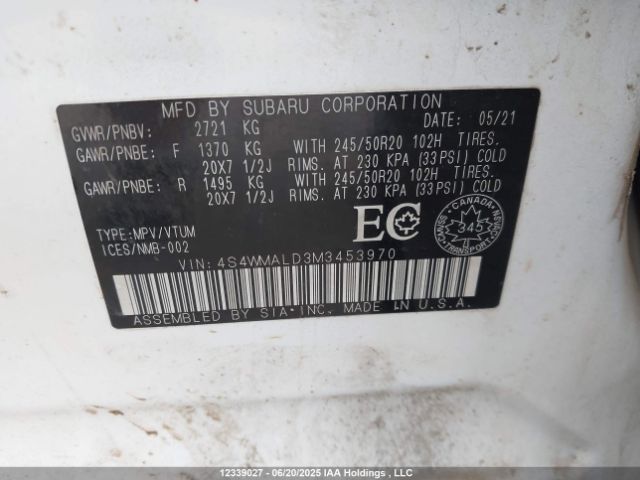 MFD BY SUBARU CORPORATION
DATE: 05/21
GVWR/PNBV: 2721 KG
GAWR/PNBE: F 1370 KG WITH 245/50R20 102H TIRES.
20X7 1/2J RIMS. AT 230 KPA (33PSI) COLD
GAWR/PNBE: R 1495 KG WITH 245/50R20 102H TIRES.
20X7 1/2J RIMS. AT 230 KPA (33PSI) COLD
TYPE:MPV/VTUM
ICES/NMB-002
EC
CANADA
345
TRANSPORT
VIN: 4S4WMALD3M3453970
ASSEMBLED BY SIA·INC. MADE IN U.S.A.
12339027 - 06/20/2025 IAA Holdings , LLC